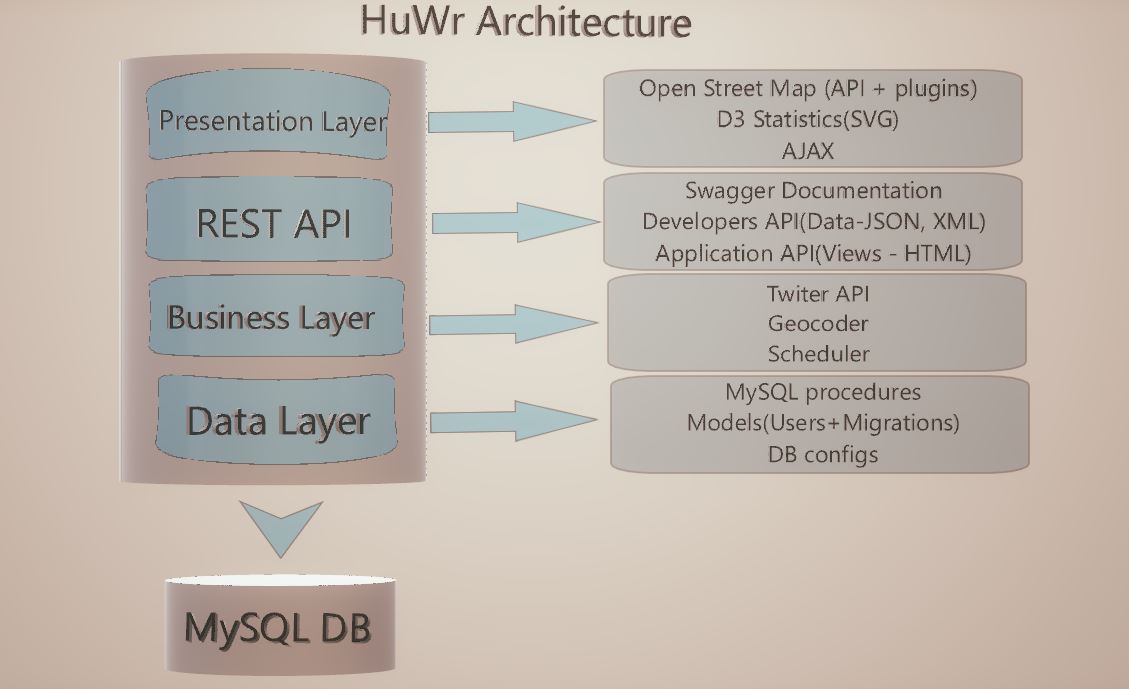 HuWr Architecture
Presentation Layer
Open Street Map (API + plugins)
D3 Statistics(SVG)
AJAX
REST API
Swagger Documentation
Developers API(Data-JSON, XML)
Application API(Views - HTML)
Business Layer
Twiter API
Geocoder
Scheduler
Data Layer
MySQL procedures
Models(Users+Migrations)
DB configs
MySQL DB